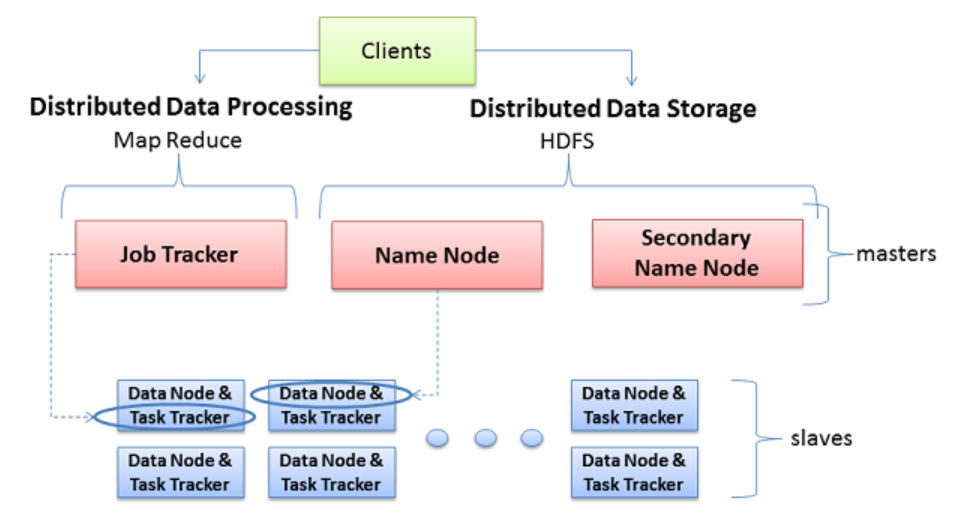 Clients
Distributed Data Processing
Map Reduce
Distributed Data Storage
HDFS
Job Tracker
Name Node
Secondary
Name Node
masters
Data Node &
Task Tracker
Data Node &
Task Tracker
Data Node &
Task Tracker
slaves
Data Node &
Task Tracker
Data Node &
Task Tracker
Data Node &
Task Tracker